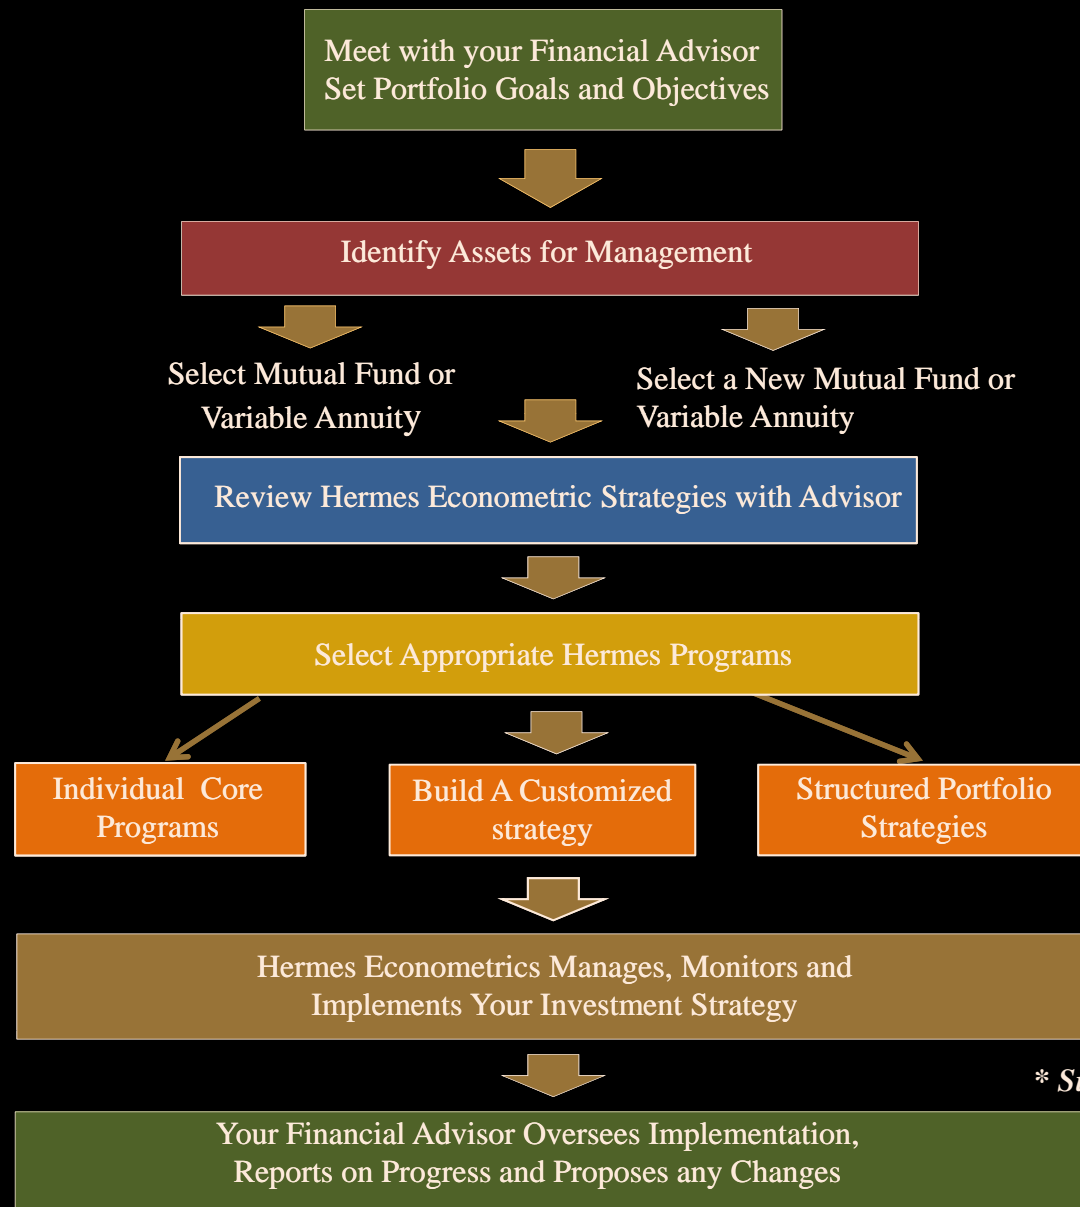 Meet with your Financial Advisor
Set Portfolio Goals and Objectives
Identify Assets for Management
Select Mutual Fund or
Variable Annuity
Select a New Mutual Fund or
Variable Annuity
Review Hermes Econometric Strategies with Advisor
Select Appropriate Hermes Programs
Individual Core
Programs
Build A Customized
strategy
Structured Portfolio
Strategies
Hermes Econometrics Manages, Monitors and
Implements Your Investment Strategy
*
Your Financial Advisor Oversees Implementation,
Reports on Progress and Proposes any Changes